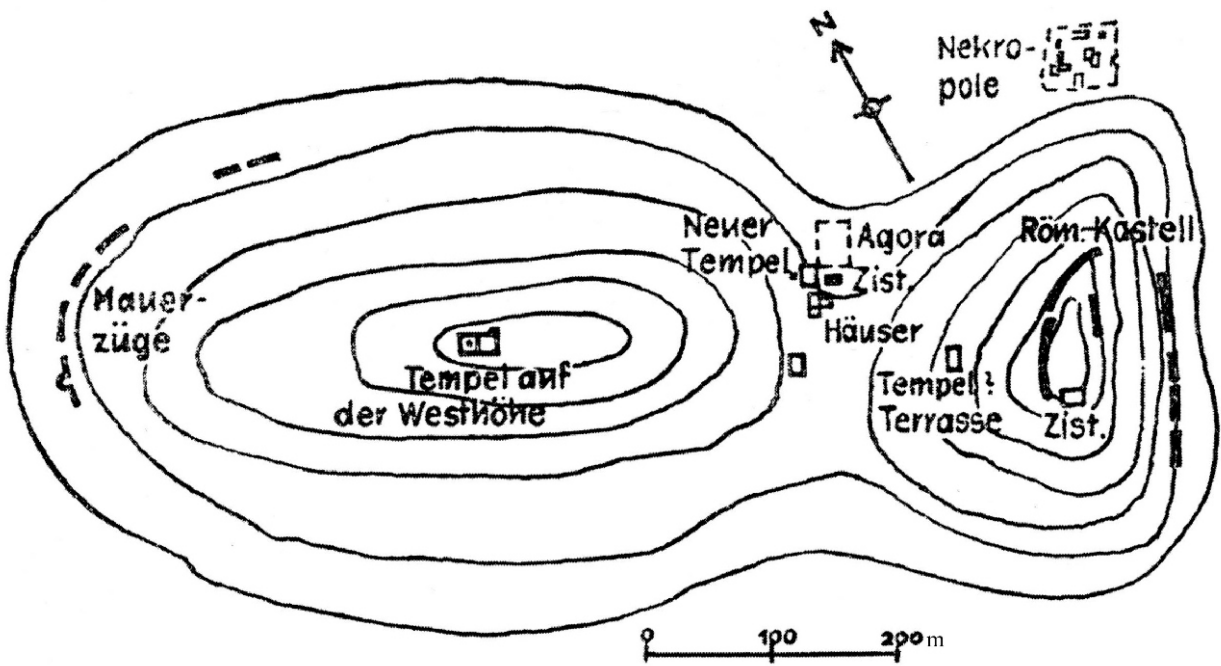 N
Nekro-
pole
Neuer
Tempel
Agora
Zist.
Häuser
Röm. Kastell
Mauer-
züge
Tempel auf
der Westhöhe
Tempel?
Terrasse
Zist.
0 100 200 m